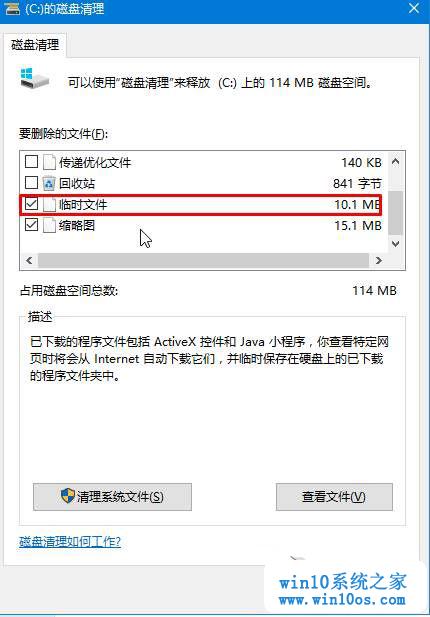 (C:)的磁盘清理
磁盘清理
可以使用“磁盘清理”来释放 (C:) 上的 114 MB 磁盘空间。
要删除的文件(F):
传递优化文件 140 KB
回收站 841 字节
临时文件 10.1 MB
缩略图 15.1 MB
占用磁盘空间总数: 114 MB
描述
已下载的程序文件包括 ActiveX 控件和 Java 小程序，你查看特定网
页时将会从 Internet 自动下载它们，并临时保存在硬盘上的已下载
的程序文件夹中。
清理系统文件(S) 查看文件(V)
磁盘清理如何工作?
win10系统之家
www.win10os.com